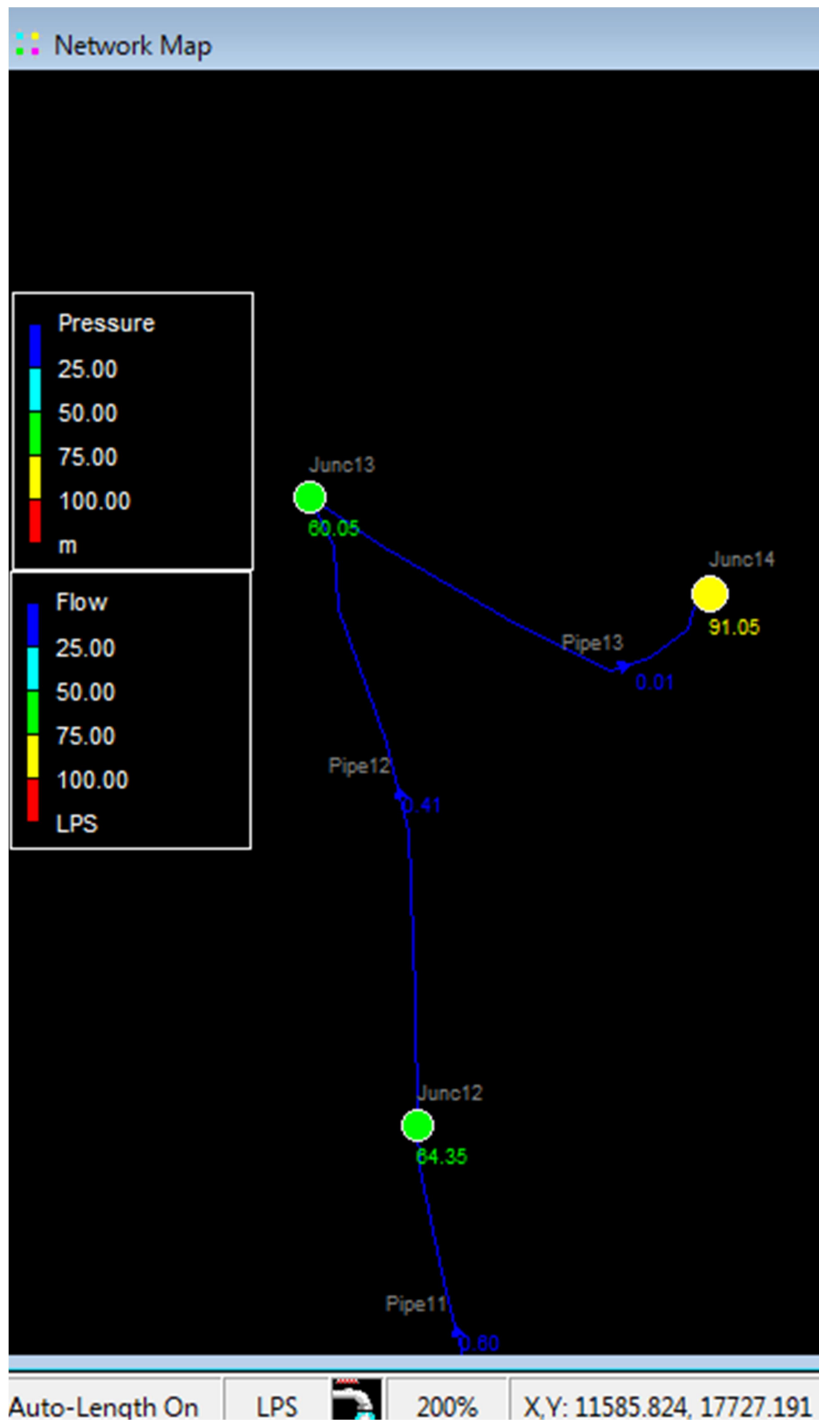 Network Map
Pressure
25.00
50.00
75.00
100.00
m
Flow
25.00
50.00
75.00
100.00
LPS
Junc13
60.05
Junc14
91.05
Pipe13
0.01
Pipe12
0.41
Junc12
64.35
Pipe11
0.60
Auto-Length On LPS 200% X,Y: 11585.824, 17727.191